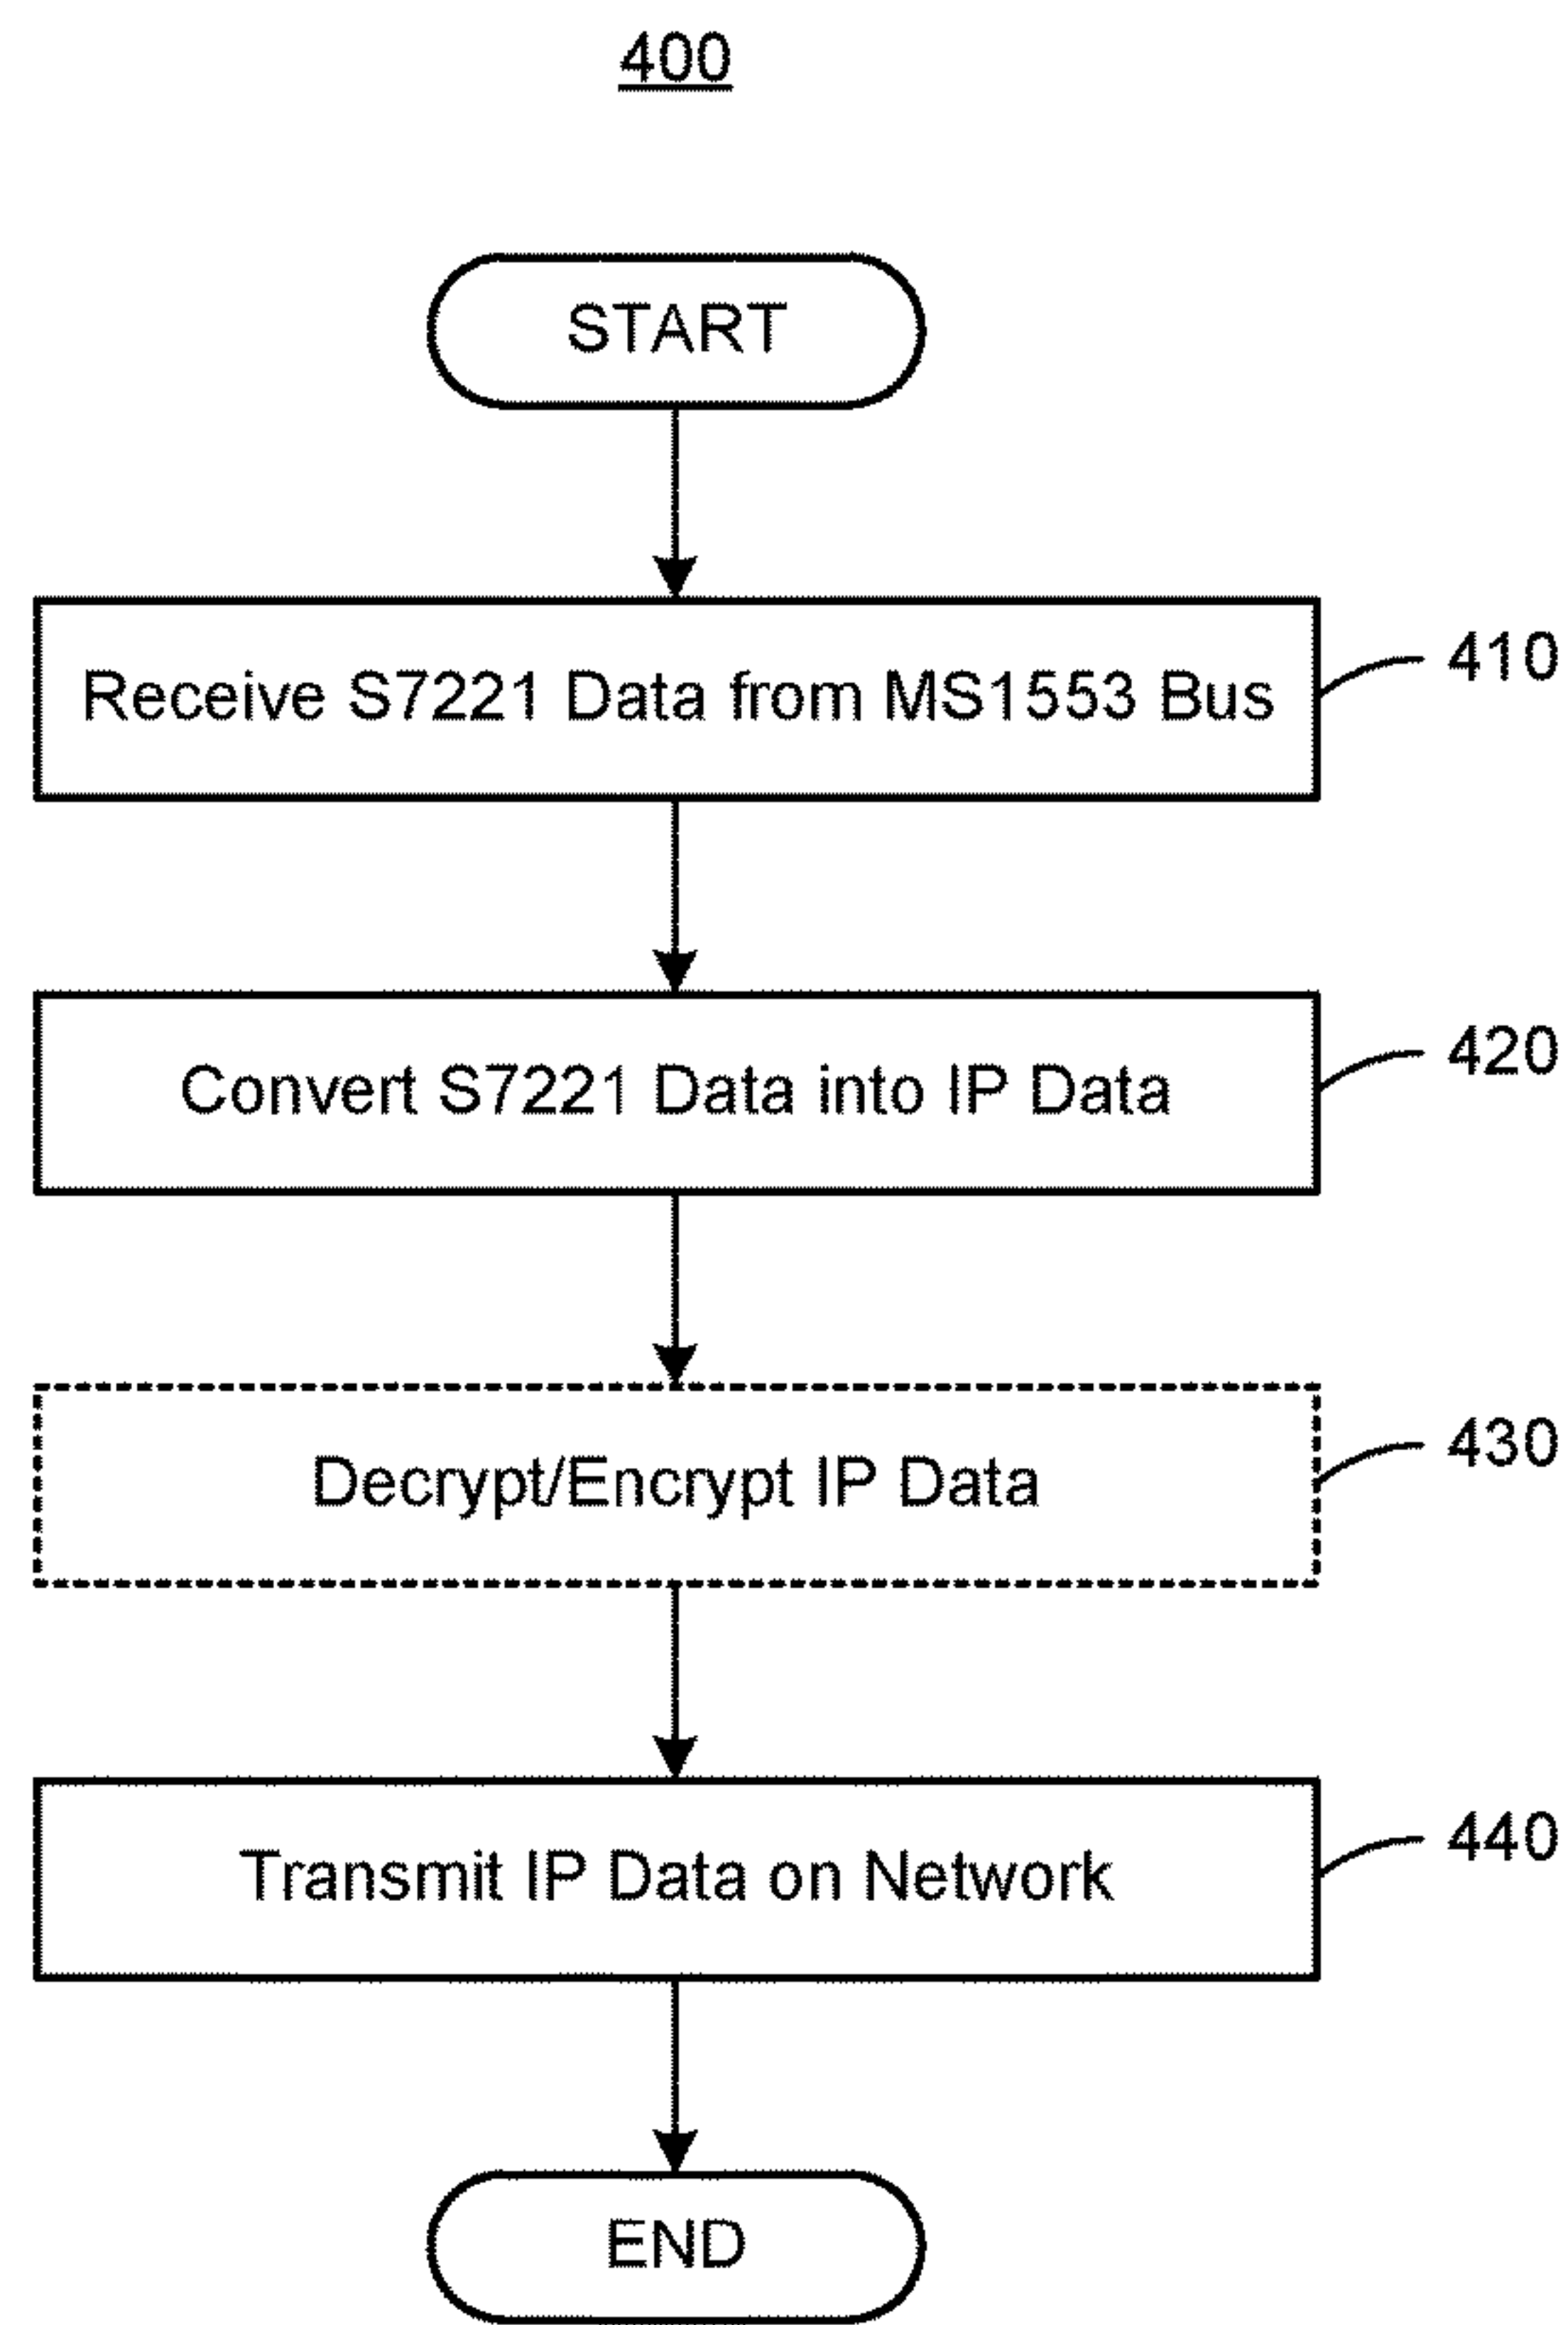 400
START
Receive S7221 Data from MS1553 Bus
410
Convert S7221 Data into IP Data
420
Decrypt/Encrypt IP Data
430
Transmit IP Data on Network
440
END